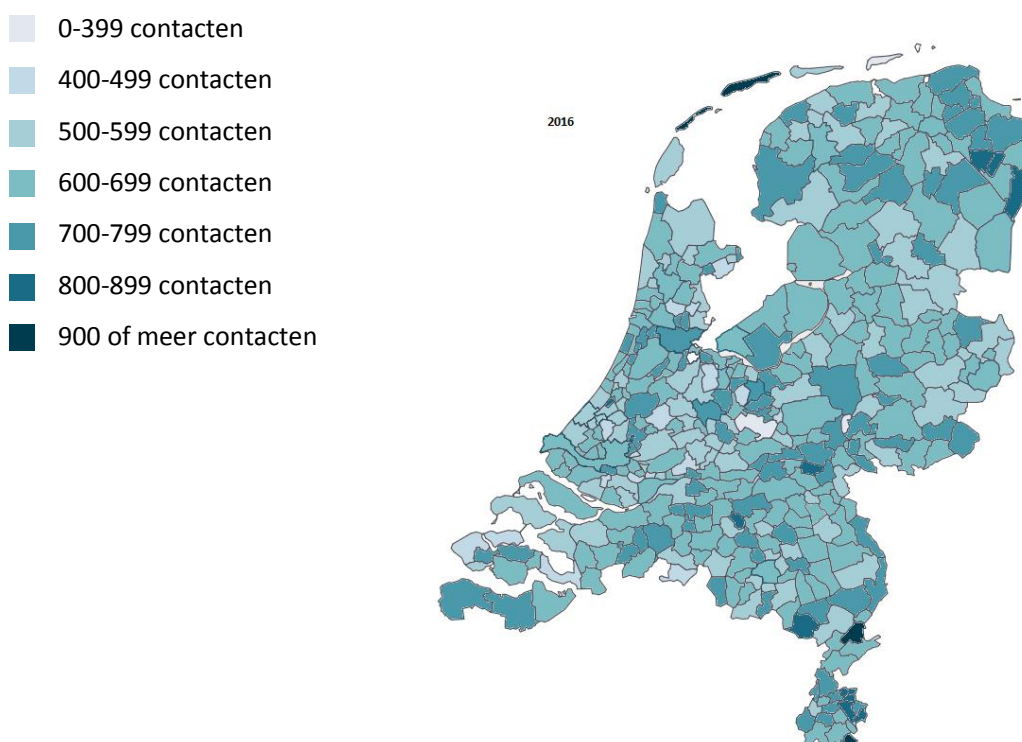 0-399 contacten
400-499 contacten
500-599 contacten
600-699 contacten
700-799 contacten
800-899 contacten
900 of meer contacten
2016